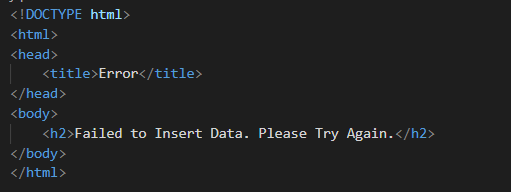 <!DOCTYPE html>
<html>
<head>
    <title>Error</title>
</head>
<body>
    <h2>Failed to Insert Data. Please Try Again.</h2>
</body>
</html>